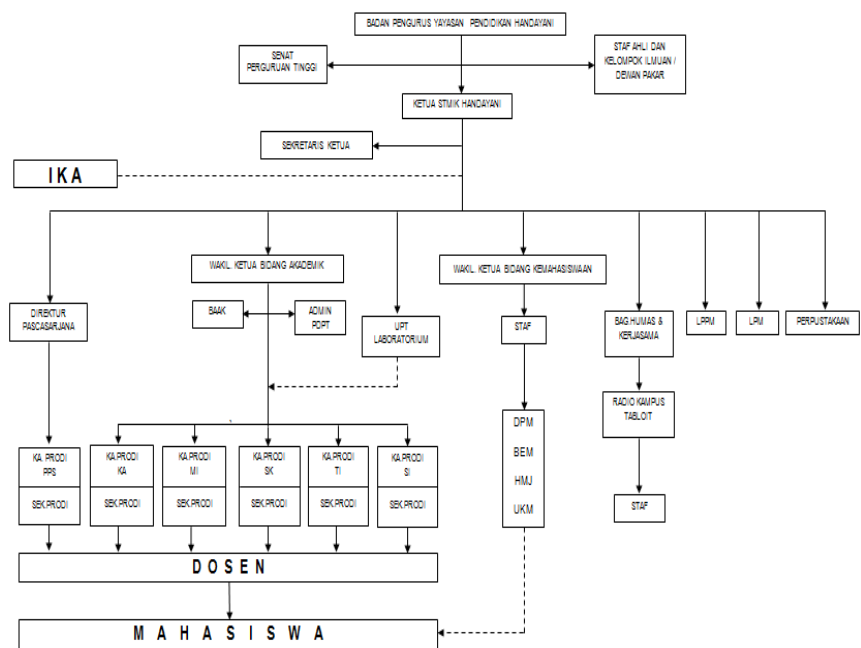 BADAN PENGURUS YAYASAN PENDIDIKAN HANDAYANI
SENAT
PERGURUAN TINGGI
STAF AHLI DAN
KELOMPOK ILMUAN /
DEWAN PAKAR
KETUA STMIK HANDAYANI
SEKRETARIS KETUA
IKA
WAKIL. KETUA BIDANG AKADEMIK
WAKIL. KETUA BIDANG KEMAHASISWAAN
DIREKTUR
PASCASARJANA
BAAK
ADMIN
PDPT
UPT
LABORATORIUM
STAF
BAG.HUMAS &
KERJASAMA
LPPM
LPM
PERPUSTAKAAN
RADIO KAMPUS
TABLOIT
STAF
DPM
BEM
HMJ
UKM
KA. PRODI
PPS
SEK.PRODI
KA.PRODI
KA
SEK.PRODI
KA.PRODI
MI
SEK.PRODI
KA.PRODI
SK
SEK.PRODI
KA.PRODI
TI
SEK.PRODI
KA.PRODI
SI
SEK.PRODI
DOSEN
MAHASISWA